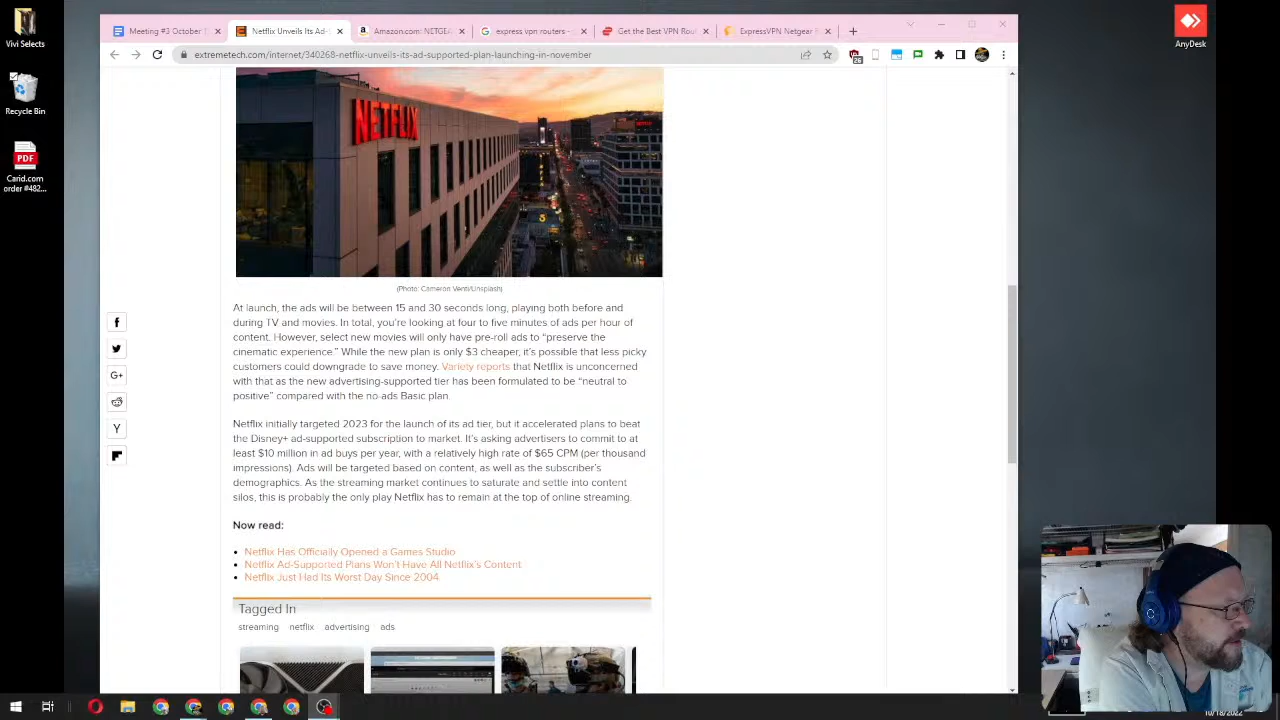 Vivi Selects
Recycle Bin
PDF
Carid.com
order #482...
AnyDesk
Meeting #3 October 1
Netflix Unveils Its Ad-S
Amazon.com: NETGEA
express vpn routers -
Get the Best VPN Rout
ExpressVPN Netgear R
extremetech.com/internet/340268-netflix-unveils-its-ad-supported-plan-launching-in-november
26
NETFLIX
(Photo: Cameron Venti/Unsplash)
At launch, the ads will be between 15 and 30 seconds long, playing both before and
during TV and movies. In total, you're looking at four to five minutes of ads per hour of
content. However, select new movies will only have pre-roll ads to “preserve the
cinematic experience.” While the new plan is only $3 cheaper, it's possible that less picky
customers could downgrade to save money. Variety reports that Netflix is unconcerned
with that as the new advertising-supported tier has been formulated to be “neutral to
positive” compared with the no-ads Basic plan.
Netflix initially targeted 2023 for the launch of its ad tier, but it accelerated plans to beat
the Disney+ ad-supported subscription to market. It's asking advertisers to commit to at
least $10 million in ad buys per year, with a relatively high rate of $65 CPM (per thousand
impressions). Ads will be targeted based on content, as well as the subscriber's
demographics. As the streaming market continues to saturate and settle into content
silos, this is probably the only play Netflix has to remain at the top of online streaming.
Now read:
Netflix Has Officially Opened a Games Studio
Netflix Ad-Supported Plans Won't Have All Netflix's Content
Netflix Just Had Its Worst Day Since 2004
Tagged In
streaming netflix advertising ads
G+
Y
10/18/2022